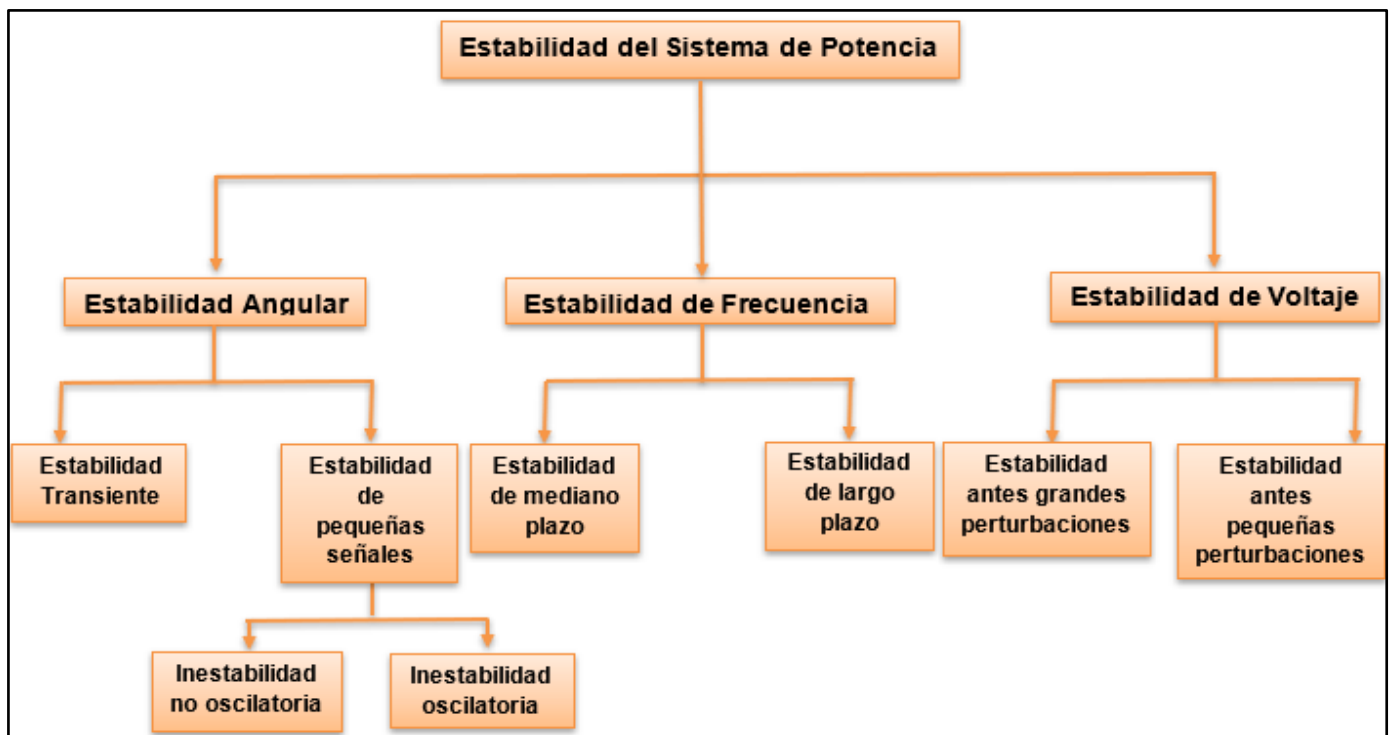 Estabilidad del Sistema de Potencia
Estabilidad Angular
Estabilidad de Frecuencia
Estabilidad de Voltaje
Estabilidad
Transiente
Estabilidad
de
pequeñas
señales
Estabilidad
de mediano
plazo
Estabilidad
de largo
plazo
Estabilidad
antes grandes
perturbaciones
Estabilidad
antes
pequeñas
perturbaciones
Inestabilidad
no oscilatoria
Inestabilidad
oscilatoria